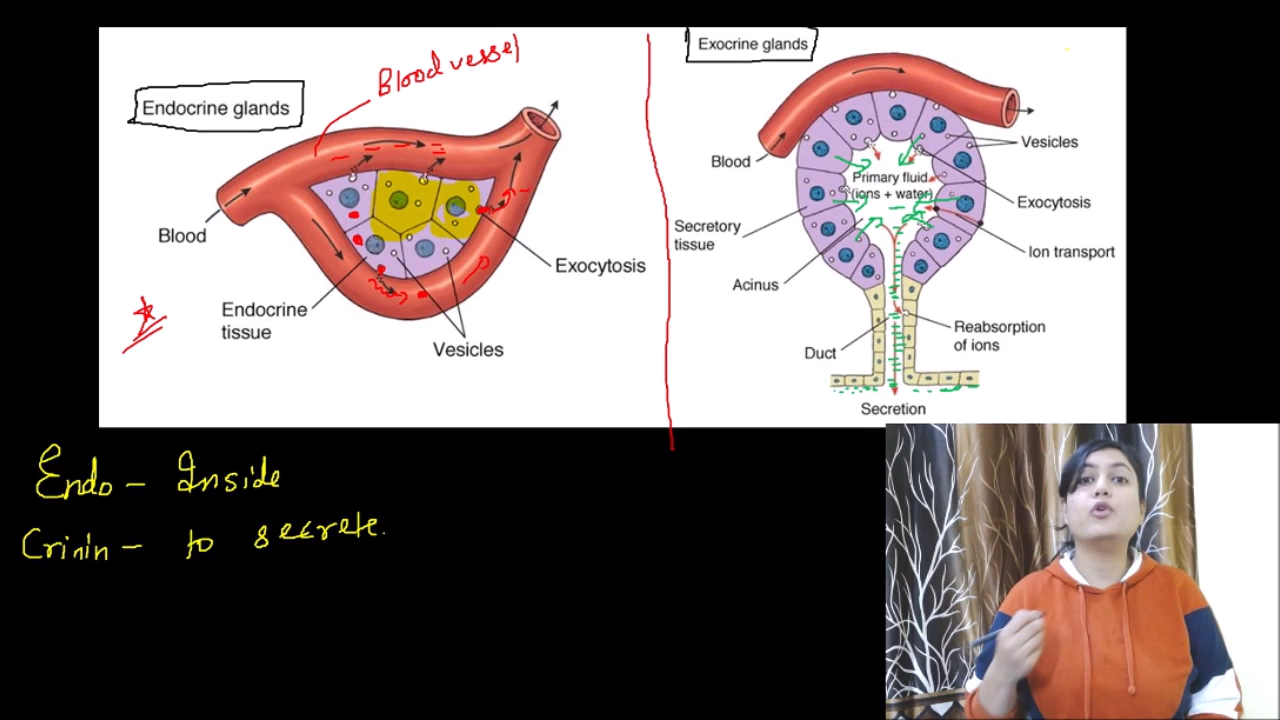 Endocrine glands
Blood vessel
Blood
Endocrine
tissue
Vesicles
Exocytosis
Exocrine glands
Blood
Vesicles
Primary fluid
(ions + water)
Exocytosis
Secretory
tissue
Ion transport
Acinus
Reabsorption
of ions
Duct
Secretion
Endo - Inside
Crinin - to secrete.